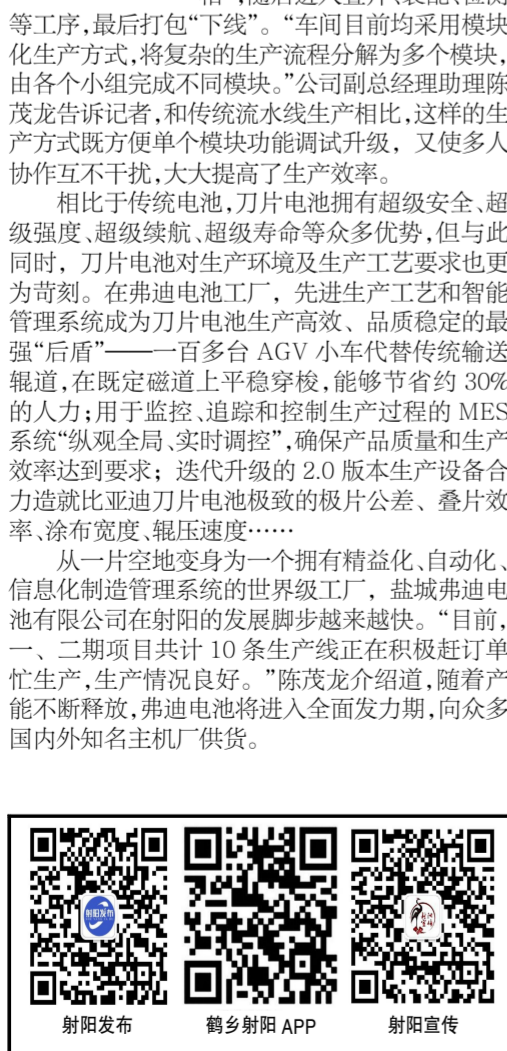 等工序,最后打包“下线”。“车间目前均采用模块
化生产方式,将复杂的生产流程分解为多个模块,
由各个小组完成不同模块。”公司副总经理助理陈
茂龙告诉记者,和传统流水线生产相比,这样的生
产方式既方便单个模块功能调试升级，又使多人
协作互不干扰,大大提高了生产效率。
相比于传统电池,刀片电池拥有超级安全、超
级强度、超级续航、超级寿命等众多优势,但与此
同时，刀片电池对生产环境及生产工艺要求也更
为苛刻。在弗迪电池工厂，先进生产工艺和智能
管理系统成为刀片电池生产高效、品质稳定的最
强“后盾”——一百多台 AGV 小车代替传统输送
辊道,在既定磁道上平稳穿梭,能够节省约 30%
的人力;用于监控、追踪和控制生产过程的 MES
系统“纵观全局、实时调控”,确保产品质量和生产
效率达到要求；迭代升级的 2.0 版本生产设备合
力造就比亚迪刀片电池极致的极片公差、叠片效
率、涂布宽度、辊压速度……
从一片空地变身为一个拥有精益化、自动化、
信息化制造管理系统的世界级工厂，盐城弗迪电
池有限公司在射阳的发展脚步越来越快。“目前,
一、二期项目共计 10 条生产线正在积极赶订单
忙生产,生产情况良好。”陈茂龙介绍道,随着产
能不断释放,弗迪电池将进入全面发力期,向众多
国内外知名主机厂供货。
射阳发布
射阳发布
鹤乡射阳 APP
射阳宣传